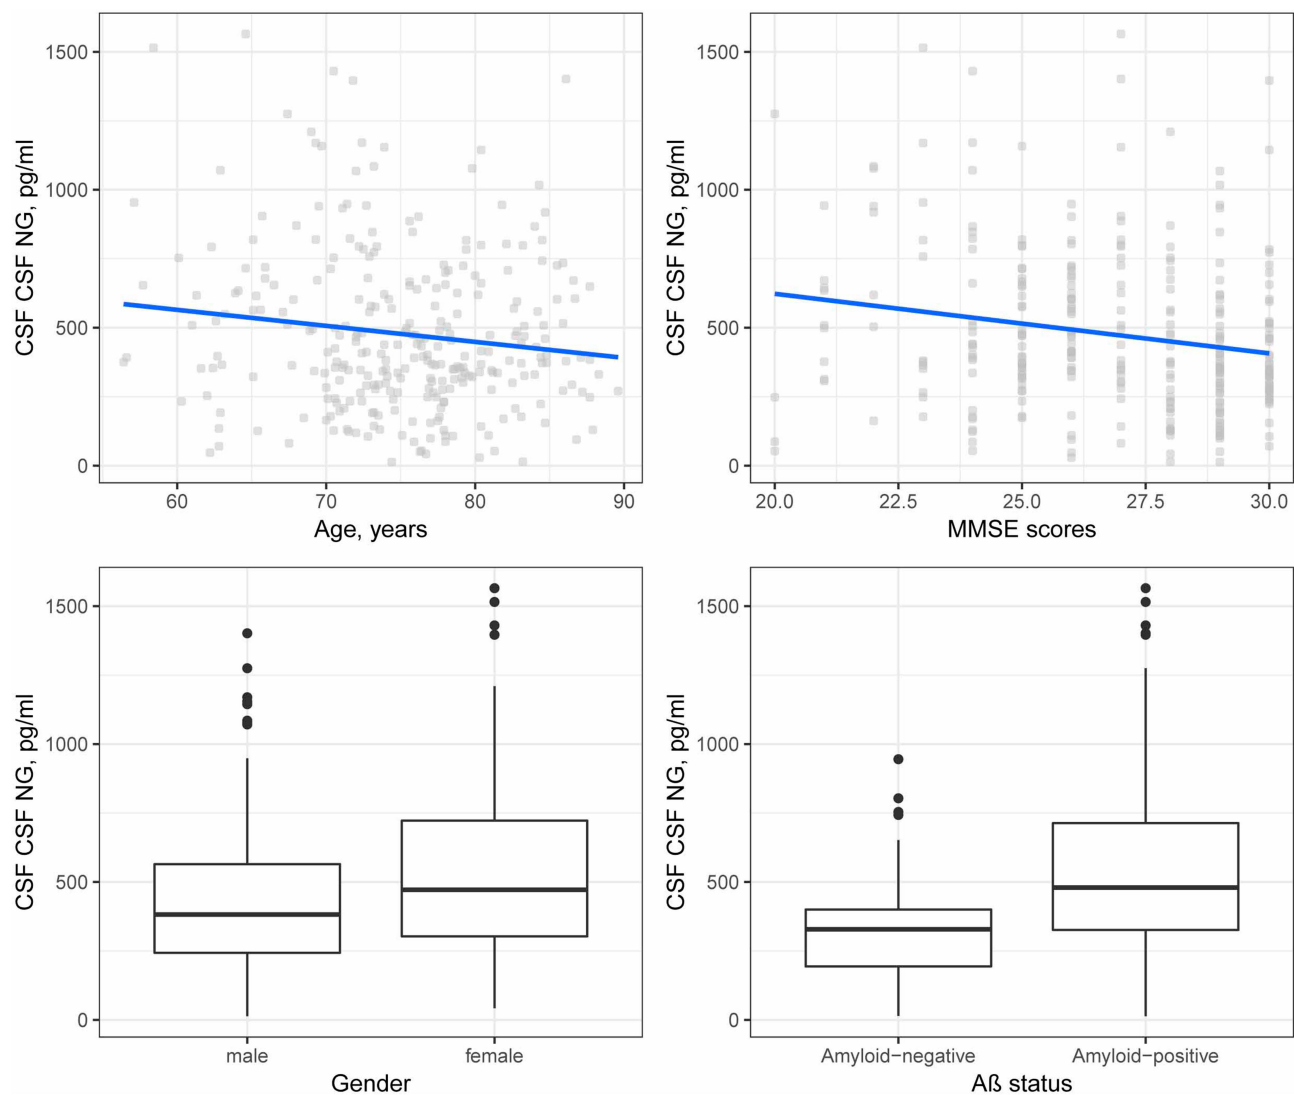 CSF CSF NG, pg/ml
1500
1000
500
0
60 70 80 90
Age, years
CSF CSF NG, pg/ml
1500
1000
500
0
20.0 22.5 25.0 27.5 30.0
MMSE scores
CSF CSF NG, pg/ml
1500
1000
500
0
male female
Gender
CSF CSF NG, pg/ml
1500
1000
500
0
Amyloid−negative Amyloid−positive
Aß status